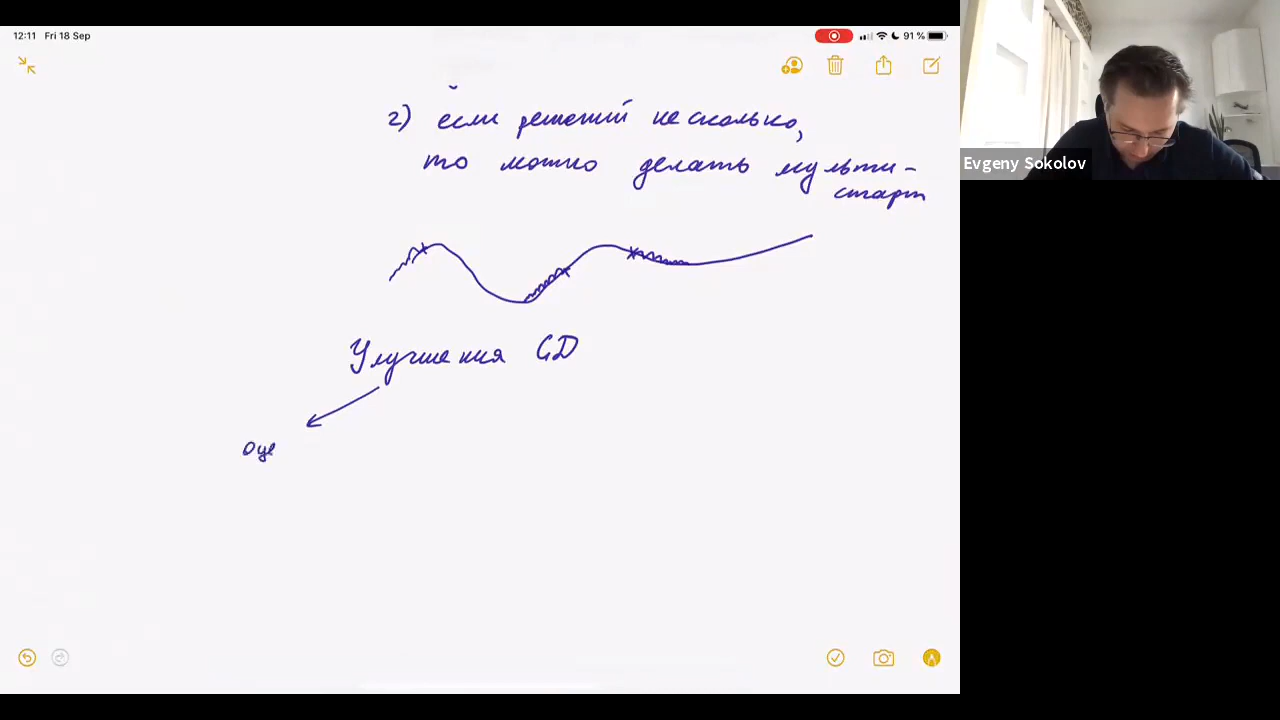 12:11 Fri 18 Sep
91 %
2) если решений несколько,
то можно делать мульти-
старт
Улучшения GD
Оце
Evgeny Sokolov